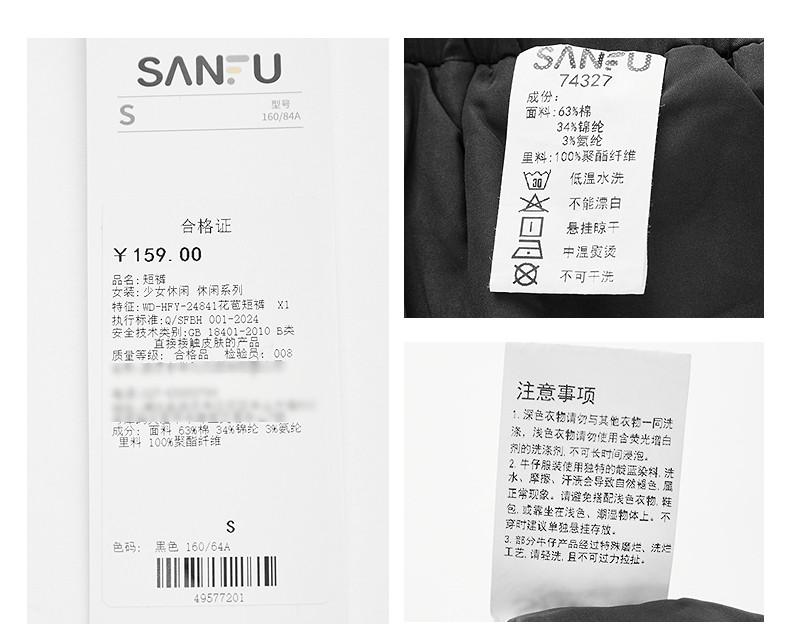 SANFU
S
型号
160/84A
合格证
￥159.00
品名:短裤
女装:少女休闲 休闲系列
特征:WD-HFY-24841花苞短裤 X1
执行标准:Q/SFBH 001-2024
安全技术类别:GB 18401-2010 B类
直接接触皮肤的产品
质量等级: 合格品 检验员: 008
成分: 面料 63%棉 34%锦纶 3%氨纶
里料 100%聚酯纤维
S
色码: 黑色 160/64A
49577201
SANFU
74327
成份:
面料:63%棉
34%锦纶
3%氨纶
里料:100%聚酯纤维
30 低温水洗
不能漂白
悬挂晾干
中温熨烫
不可干洗
注意事项
1. 深色衣物请勿与其他衣物一同洗
涤，浅色衣物请勿使用含荧光增白
剂的洗涤剂,不可长时间浸泡。
2. 牛仔服装使用独特的靛蓝染料,洗
水、摩擦、汗渍会导致自然褪色,属
正常现象。请避免搭配浅色衣物,鞋
包,或靠坐在浅色、潮湿物体上。不
穿时建议单独悬挂存放。
3. 部分牛仔产品经过特殊磨烂、洗烂
工艺,请轻洗,且不可过力拉扯。